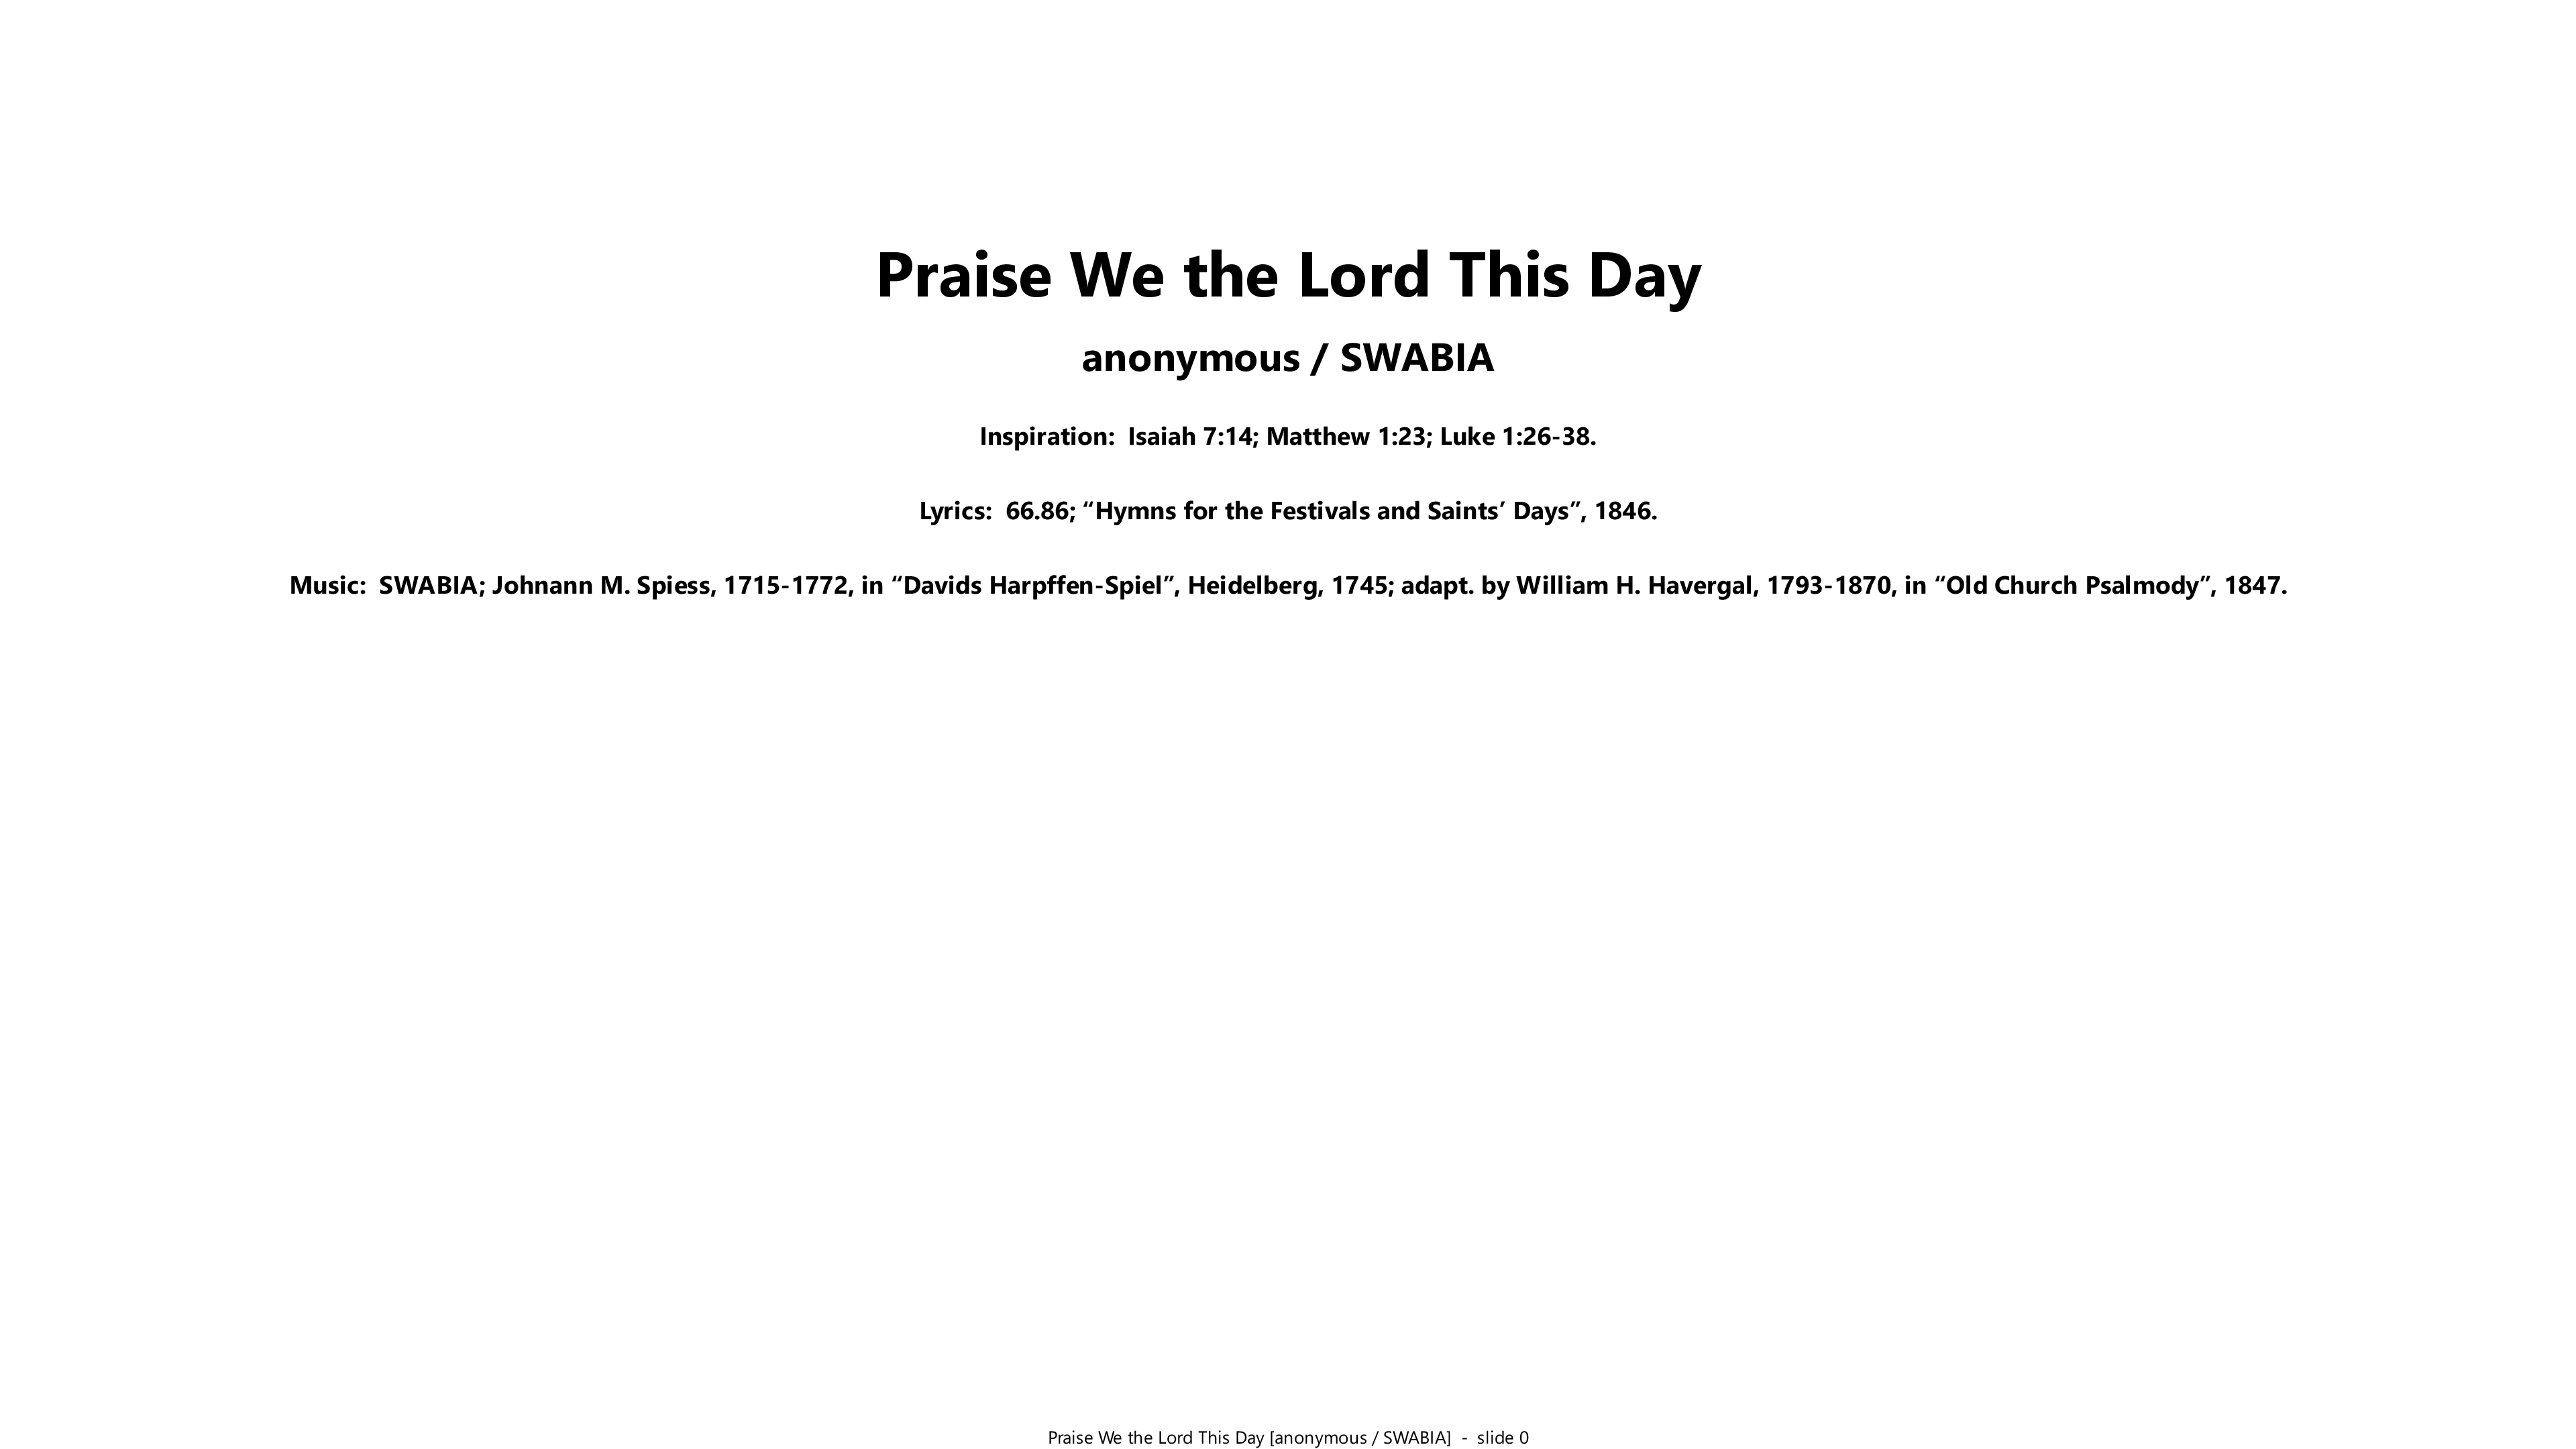 Praise We the Lord This Day
anonymous / SWABIA
Inspiration:  Isaiah 7:14; Matthew 1:23; Luke 1:26-38.
Lyrics:  66.86; “Hymns for the Festivals and Saints’ Days”, 1846.
Music:  SWABIA; Johnann M. Spiess, 1715-1772, in “Davids Harpffen-Spiel”, Heidelberg, 1745; adapt. by William H. Havergal, 1793-1870, in “Old Church Psalmody”, 1847.
Praise We the Lord This Day [anonymous / SWABIA]  -  slide 0